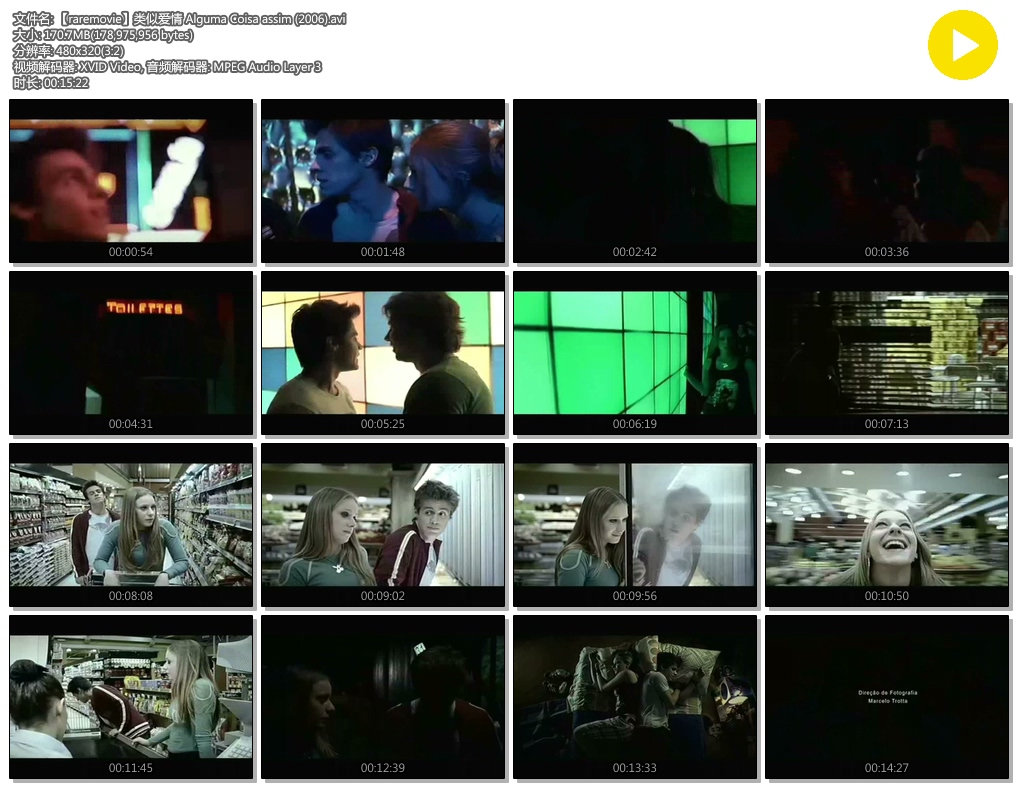 文件名: 【raremovie】类似爱情 Alguma Coisa assim (2006).avi
大小: 170.7MB(178,975,956 bytes)
分辨率: 480x320(3:2)
视频解码器: XVID Video, 音频解码器: MPEG Audio Layer 3
时长: 00:15:22
00:00:54
00:01:48
00:02:42
00:03:36
TOILETTES
00:04:31
00:05:25
00:06:19
00:07:13
00:08:08
00:09:02
00:09:56
00:10:50
Direção de Fotografia
Marcelo Trotta
00:11:45
00:12:39
00:13:33
00:14:27